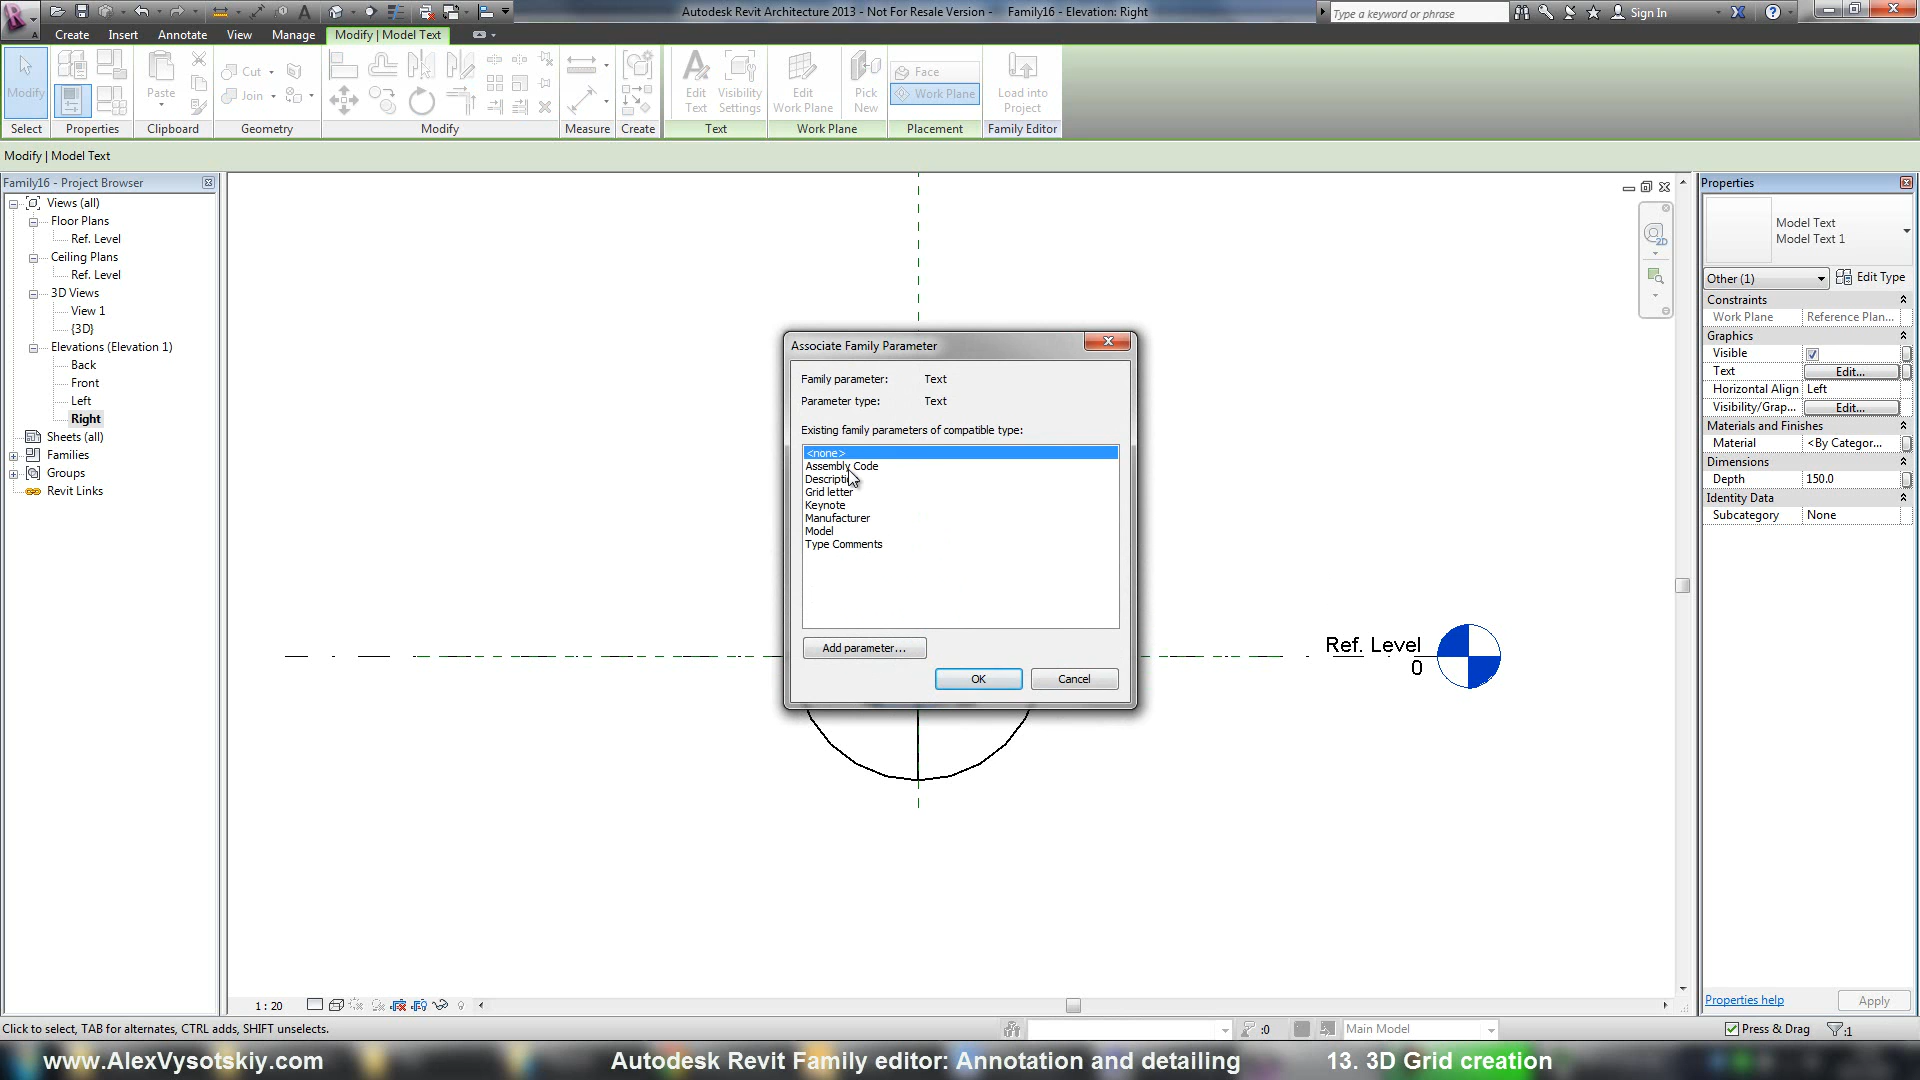 Autodesk Revit Architecture 2013 - Not For Resale Version - Family16 - Elevation: Right
Type a keyword or phrase
Sign In
Create Insert Annotate View Manage Modify | Model Text
Modify
Paste
Cut
Join
Edit Text
Visibility Settings
Edit Work Plane
Pick New
Face
Work Plane
Load into Project
Select Properties Clipboard Geometry Modify Measure Create Text Work Plane Placement Family Editor
Modify | Model Text
Family16 - Project Browser
Views (all)
Floor Plans
Ref. Level
Ceiling Plans
Ref. Level
3D Views
View 1
{3D}
Elevations (Elevation 1)
Back
Front
Left
Right
Sheets (all)
Families
Groups
Revit Links
2D
Associate Family Parameter
Family parameter: Text
Parameter type: Text
Existing family parameters of compatible type:
<none>
Assembly Code
Grid letter
Keynote
Manufacturer
Model
Type Comments
Add parameter...
OK
Cancel
Ref. Level
0
Properties
Model Text
Model Text 1
Other (1)
Edit Type
Constraints
Work Plane Reference Plan...
Graphics
Visible
Text Edit...
Horizontal Align Left
Visibility/Grap... Edit...
Materials and Finishes
Material <By Categor...
Dimensions
Depth 150.0
Identity Data
Subcategory None
Properties help
Apply
1 : 20
Click to select, TAB for alternates, CTRL adds, SHIFT unselects.
:0
Main Model
Press & Drag
:1
www.AlexVysotskiy.com
Autodesk Revit Family editor: Annotation and detailing
13. 3D Grid creation